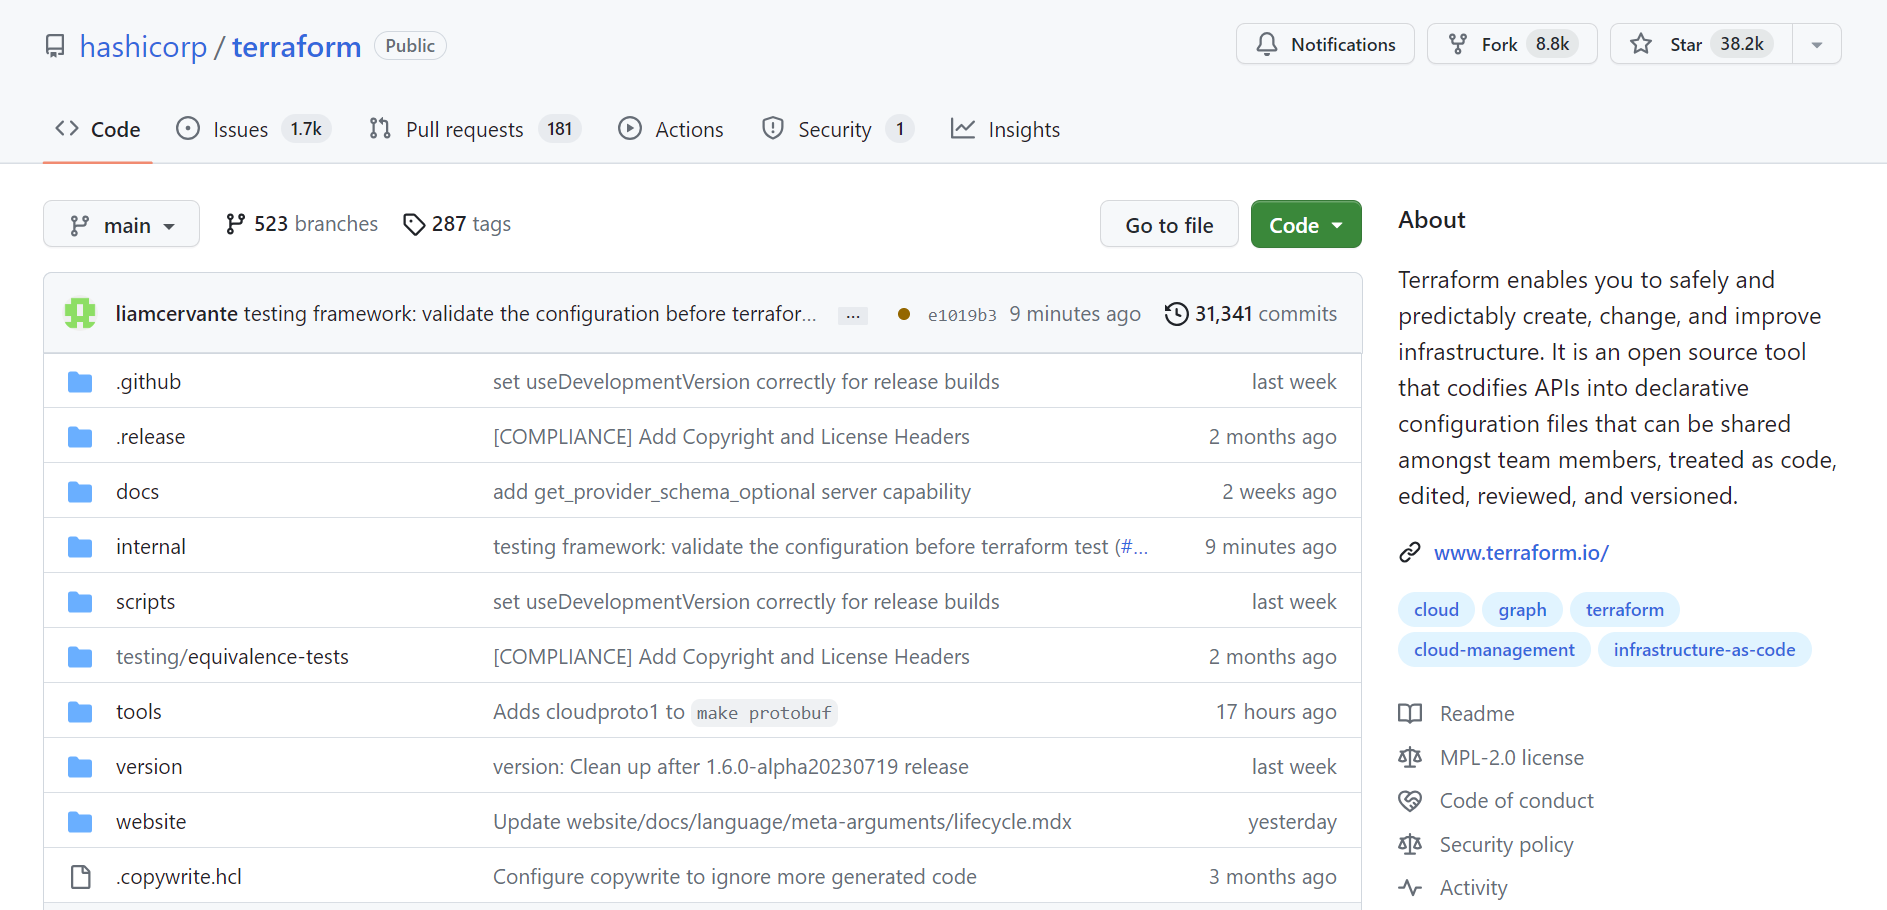 hashicorp / terraform Public Notifications Fork 8.8k Star 38.2k
Code Issues 1.7k Pull requests 181 Actions Security 1 Insights
main 523 branches 287 tags Go to file Code
liamcervante testing framework: validate the configuration before terrafor... ... e1019b3 9 minutes ago 31,341 commits
.github set useDevelopmentVersion correctly for release builds last week
.release [COMPLIANCE] Add Copyright and License Headers 2 months ago
docs add get_provider_schema_optional server capability 2 weeks ago
internal testing framework: validate the configuration before terraform test (#... 9 minutes ago
scripts set useDevelopmentVersion correctly for release builds last week
testing/equivalence-tests [COMPLIANCE] Add Copyright and License Headers 2 months ago
tools Adds cloudproto1 to make protobuf 17 hours ago
version version: Clean up after 1.6.0-alpha20230719 release last week
website Update website/docs/language/meta-arguments/lifecycle.mdx yesterday
.copywrite.hcl Configure copywrite to ignore more generated code 3 months ago
About
Terraform enables you to safely and
predictably create, change, and improve
infrastructure. It is an open source tool
that codifies APIs into declarative
configuration files that can be shared
amongst team members, treated as code,
edited, reviewed, and versioned.
www.terraform.io/
cloud graph terraform
cloud-management infrastructure-as-code
Readme
MPL-2.0 license
Code of conduct
Security policy
Activity